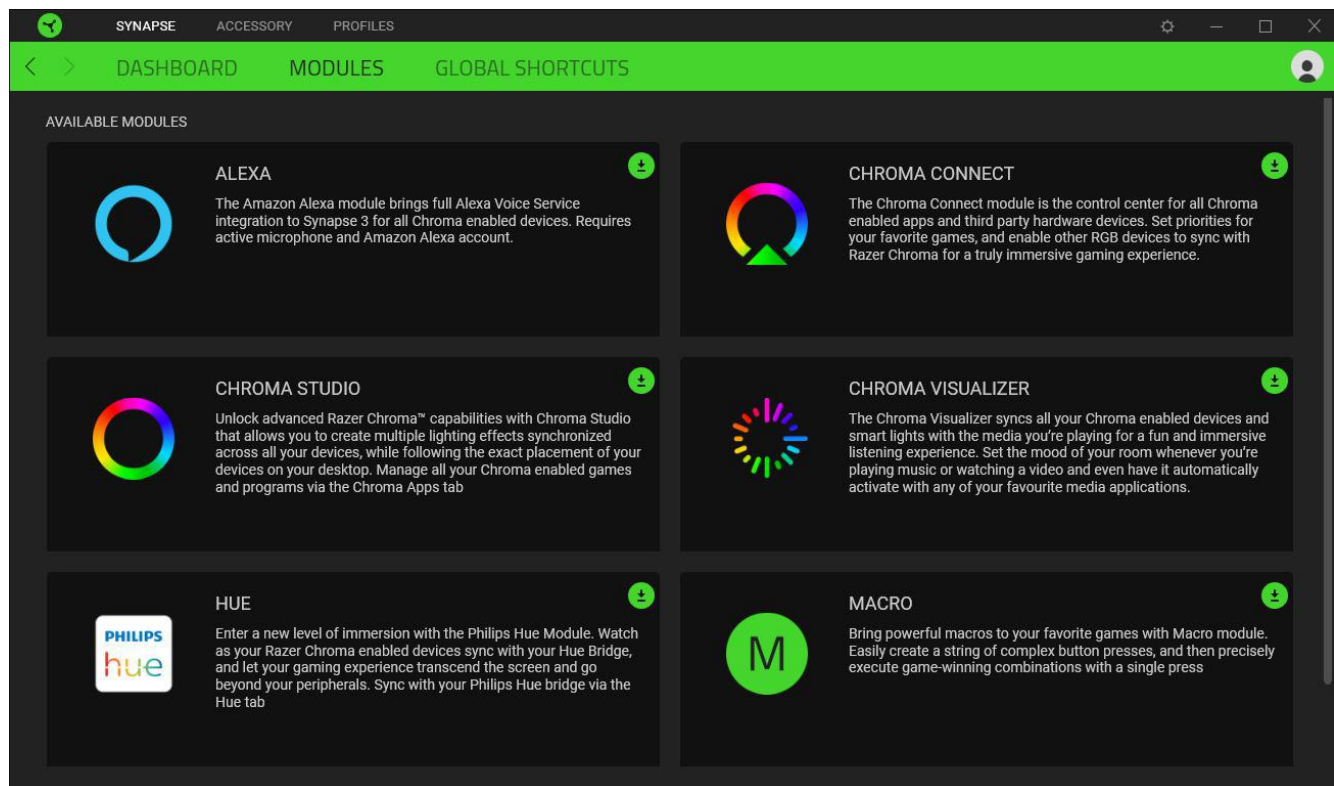 SYNAPSE ACCESSORY PROFILES
DASHBOARD MODULES GLOBAL SHORTCUTS
AVAILABLE MODULES
ALEXA
The Amazon Alexa module brings full Alexa Voice Service
integration to Synapse 3 for all Chroma enabled devices. Requires
active microphone and Amazon Alexa account.
CHROMA CONNECT
The Chroma Connect module is the control center for all Chroma
enabled apps and third party hardware devices. Set priorities for
your favorite games, and enable other RGB devices to sync with
Razer Chroma for a truly immersive gaming experience.
CHROMA STUDIO
Unlock advanced Razer Chroma™ capabilities with Chroma Studio
that allows you to create multiple lighting effects synchronized
across all your devices, while following the exact placement of your
devices on your desktop. Manage all your Chroma enabled games
and programs via the Chroma Apps tab
CHROMA VISUALIZER
The Chroma Visualizer syncs all your Chroma enabled devices and
smart lights with the media you're playing for a fun and immersive
listening experience. Set the mood of your room whenever you're
playing music or watching a video and even have it automatically
activate with any of your favourite media applications.
PHILIPS
hue
HUE
Enter a new level of immersion with the Philips Hue Module. Watch
as your Razer Chroma enabled devices sync with your Hue Bridge,
and let your gaming experience transcend the screen and go
beyond your peripherals. Sync with your Philips Hue bridge via the
Hue tab
M
MACRO
Bring powerful macros to your favorite games with Macro module.
Easily create a string of complex button presses, and then precisely
execute game-winning combinations with a single press